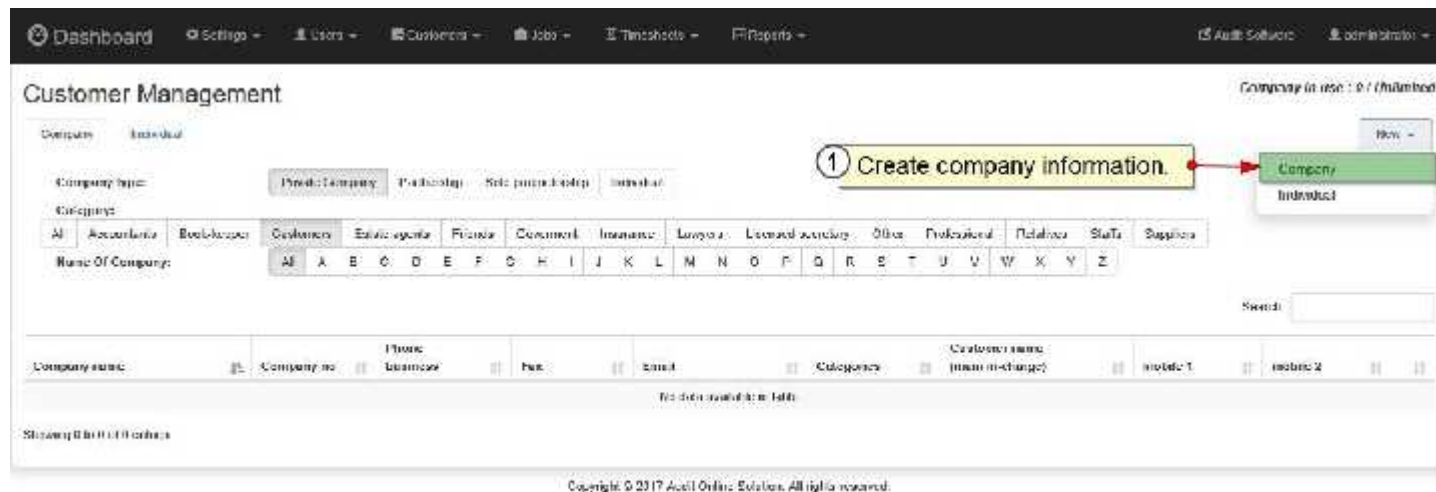 Dashboard Settings Users Customers Jobs Timesheets Reports Audit Software administrator
Customer Management
Company in use : 0 / Unlimited
Company Individual
New
1 Create company information.
Company
Individual
Company type: Private Company Partnership Sole proprietorship Individual
Category:
All Accountants Book-keeper Customers Estate agents Friends Goverment Insurance Lawyers Licensed secretary Other Professional Relatives Staffs Suppliers
Name Of Company: All A B C D E F G H I J K L M N O P Q R S T U V W X Y Z
Search:
Company name Company no Phone business Fax Email Categories Customer name (main in-charge) mobile 1 mobile 2
No data available in table
Showing 0 to 0 of 0 entries
Copyright © 2017 Audit Online Solution. All rights reserved.